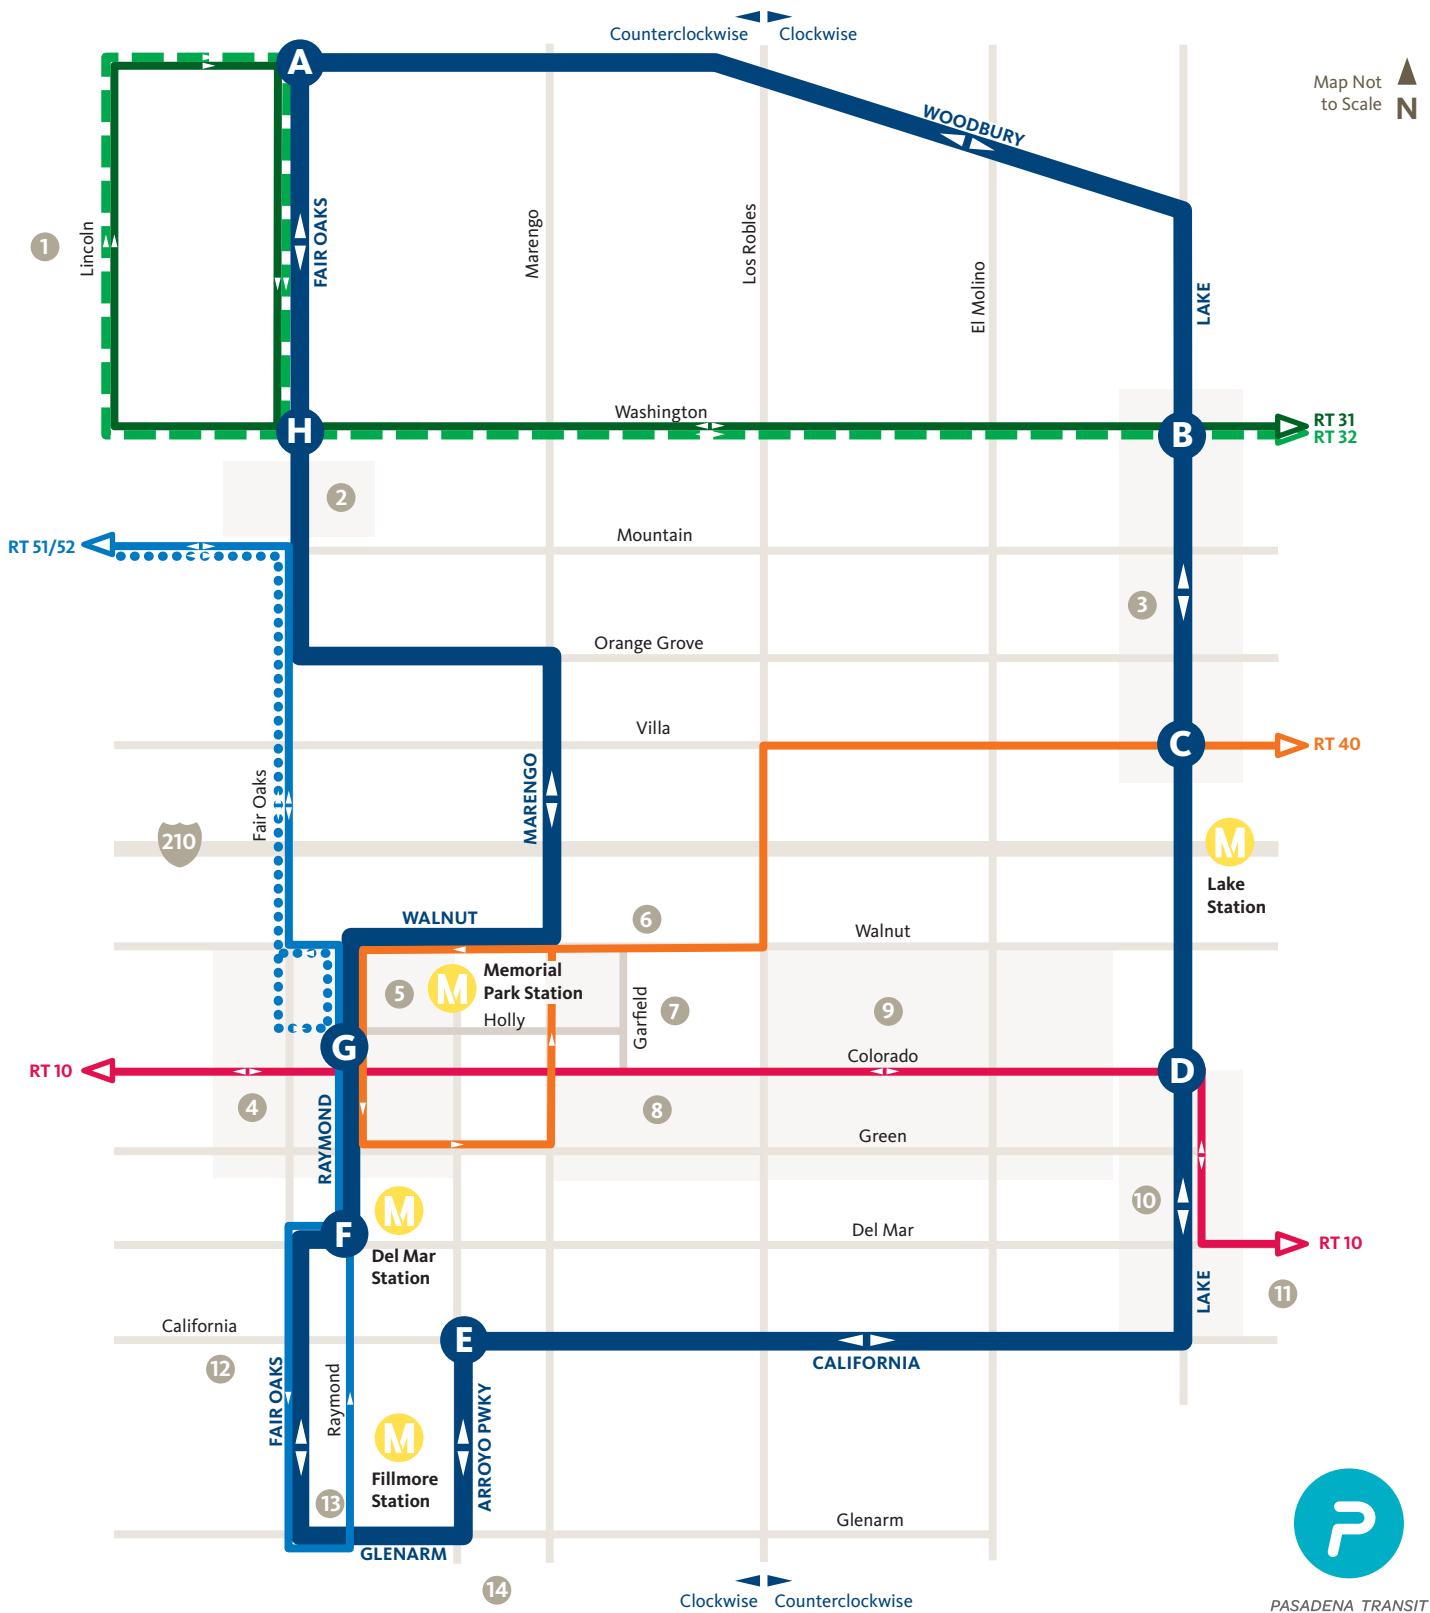 Counterclockwise
Clockwise
Map Not
to Scale
N
A
WOODBURY
FAIR OAKS
Marengo
Los Robles
El Molino
Lincoln
1
LAKE
Washington
H
B
RT 31
RT 32
2
RT 51/52
Mountain
3
Orange Grove
Villa
C
RT 40
MARENGO
Fair Oaks
210
M
Lake
Station
WALNUT
6
Walnut
M
Memorial
Park Station
5
Holly
Garfield
7
9
G
RT 10
Colorado
D
4
8
RAYMOND
Green
M
10
F
Del Mar
Del Mar
Station
RT 10
LAKE
11
California
E
CALIFORNIA
12
FAIR OAKS
Raymond
M
ARROYO PWKY
Fillmore
Station
13
Glenarm
GLENARM
14
Clockwise
Counterclockwise
P
PASADENA TRANSIT